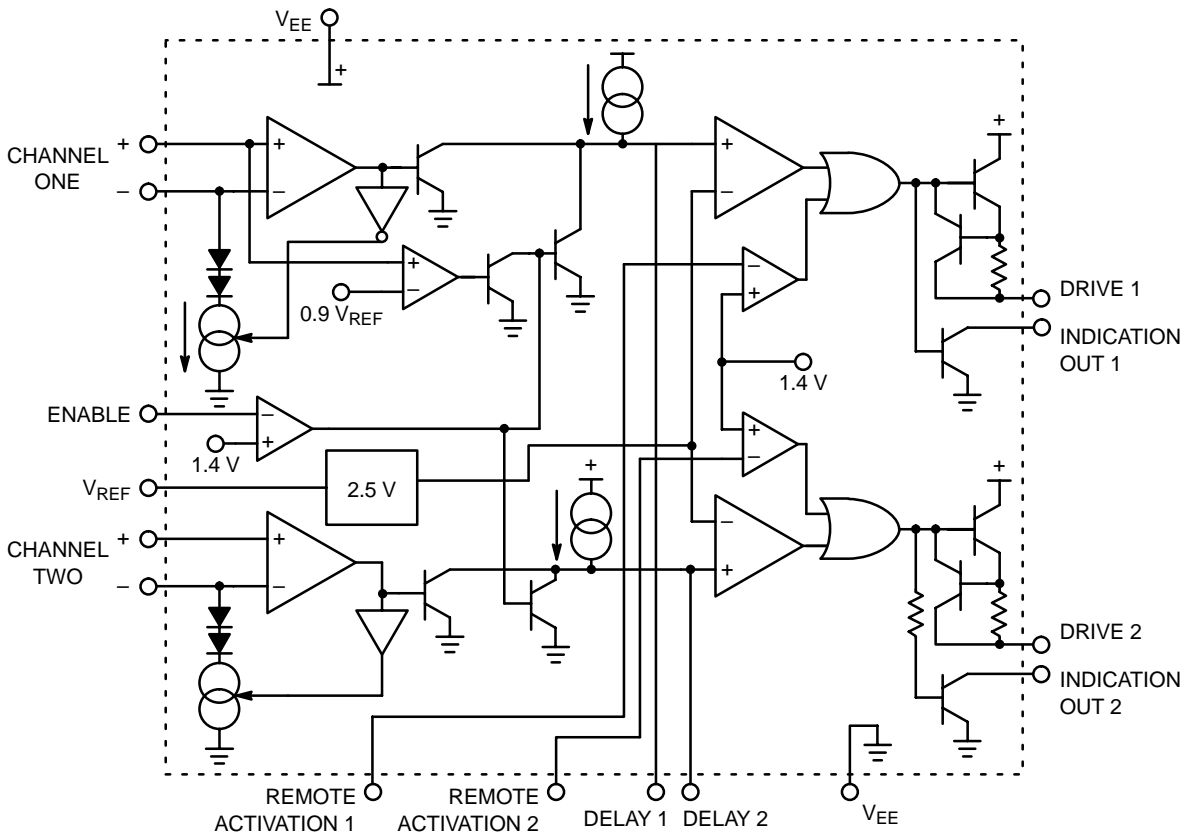 VEE
+
+
CHANNEL
ONE
–
+
–
+
–
+
–
0.9 VREF
–
+
+
DRIVE 1
INDICATION
OUT 1
1.4 V
ENABLE
–
+
1.4 V
VREF
2.5 V
+
–
+
+
CHANNEL
TWO
–
+
–
+
–
+
DRIVE 2
INDICATION
OUT 2
REMOTE
ACTIVATION 1
REMOTE
ACTIVATION 2
DELAY 1
DELAY 2
VEE